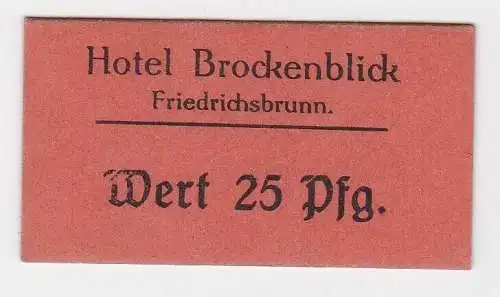 Hotel Brockenblick
Friedrichsbrunn.
Wert 25 Pfg.